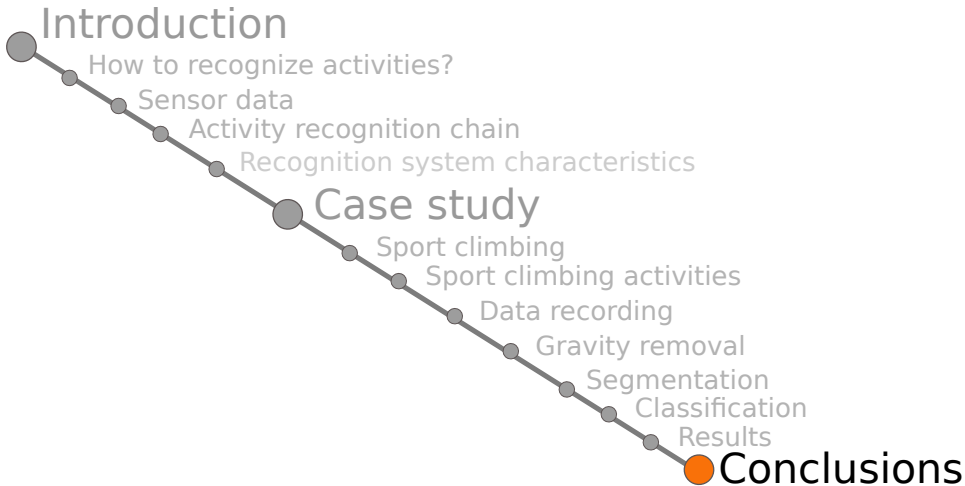 Introduction
How to recognize activities?
Sensor data
Activity recognition chain
Recognition system characteristics
Case study
Sport climbing
Sport climbing activities
Data recording
Gravity removal
Segmentation
Classification
Results
Conclusions